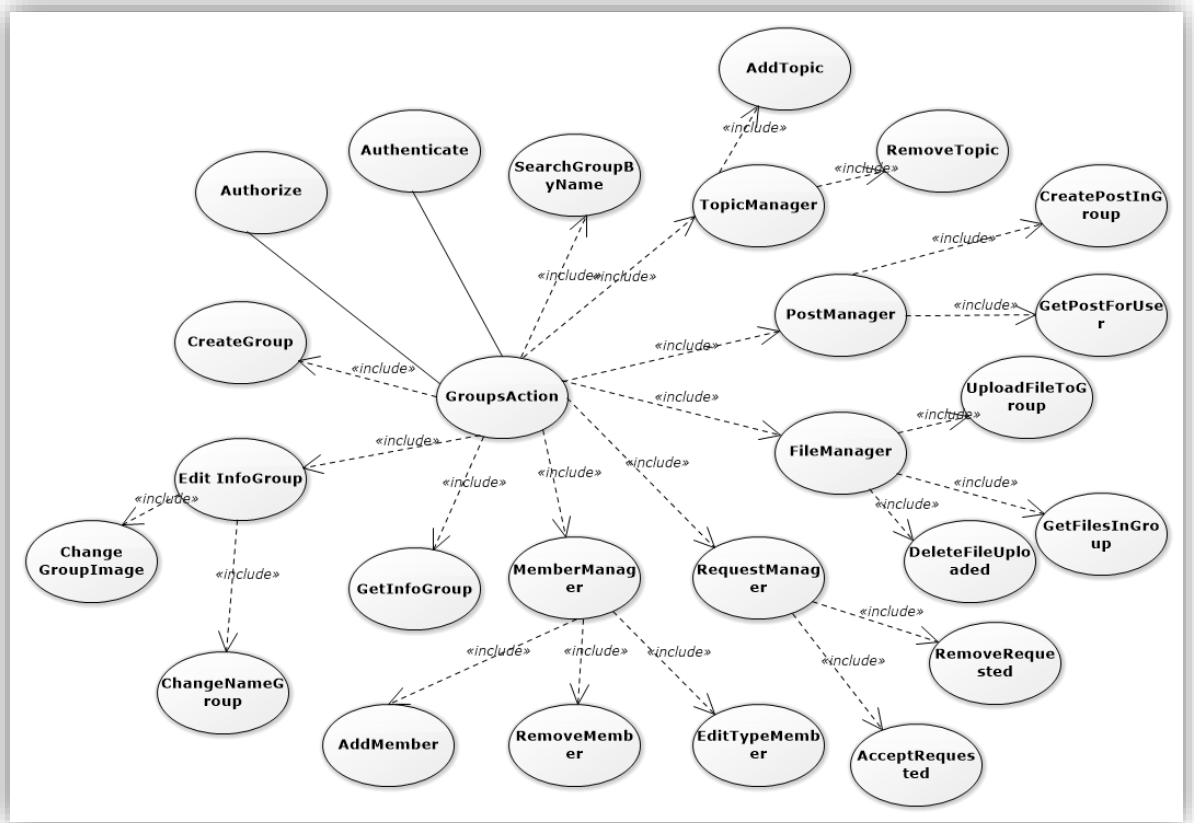 AddTopic
«include»
Authenticate
RemoveTopic
«include»
SearchGroupB
yName
Authorize
TopicManager
CreatePostInG
roup
«include»
«include»
«include»
PostManager
«include»
GetPostForUse
r
CreateGroup
«include»
«include»
GroupsAction
«include»
UploadFileToG
roup
«include»
FileManager
«include»
Edit InfoGroup
«include»
«include»
«include»
«include»
«include»
«include»
GetFilesInGro
up
DeleteFileUplo
aded
Change
GroupImage
«include»
GetInfoGroup
MemberManag
er
RequestManag
er
«include»
RemoveReque
sted
«include»
«include»
«include»
«include»
ChangeNameG
roup
AddMember
RemoveMemb
er
EditTypeMemb
er
AcceptReques
ted